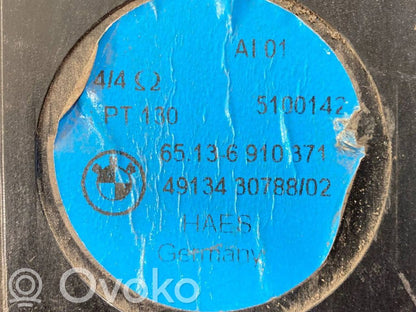 AI 01
4/4 Ω
5100142
PT 130
65.13-6 910 371
49134 30788/02
HAES
Germany
Ovoko